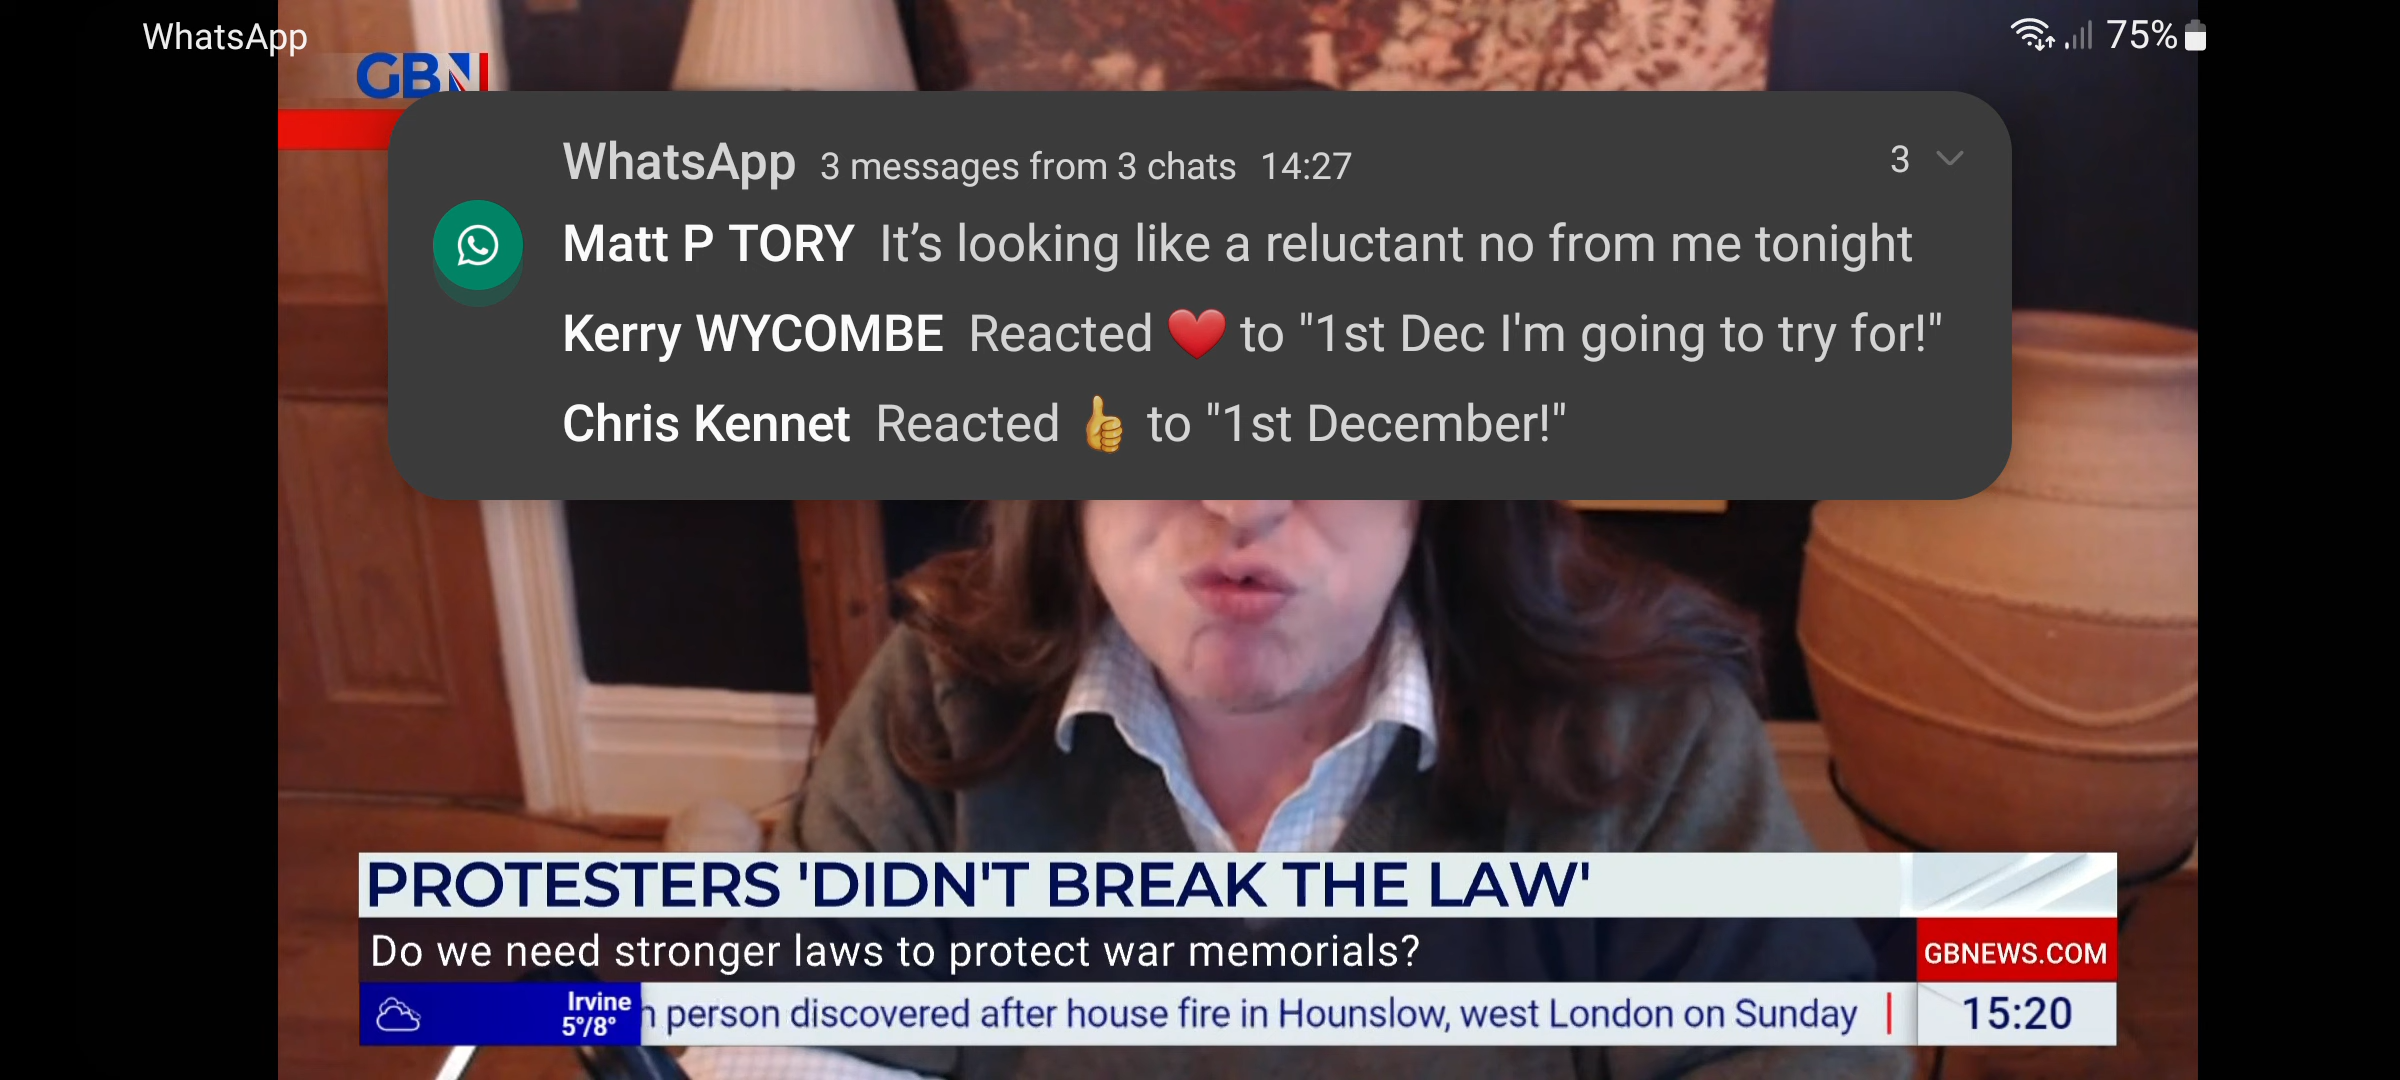 WhatsApp
75%
GBN
WhatsApp 3 messages from 3 chats 14:27
3
Matt P TORY It’s looking like a reluctant no from me tonight
Kerry WYCOMBE Reacted ❤️ to "1st Dec I'm going to try for!"
Chris Kennet Reacted 👍 to "1st December!"
PROTESTERS 'DIDN'T BREAK THE LAW'
Do we need stronger laws to protect war memorials?
GBNEWS.COM
Irvine
5°/8°
person discovered after house fire in Hounslow, west London on Sunday
15:20